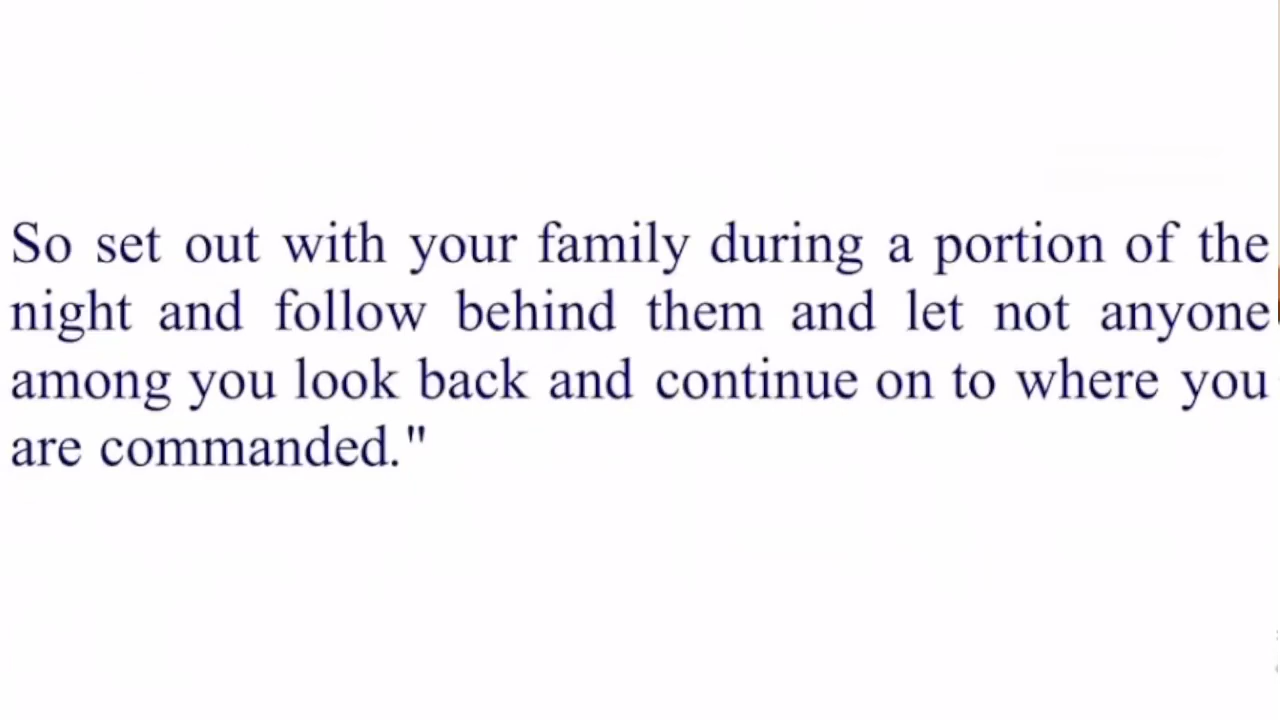 So set out with your family during a portion of the
night and follow behind them and let not anyone
among you look back and continue on to where you
are commanded."